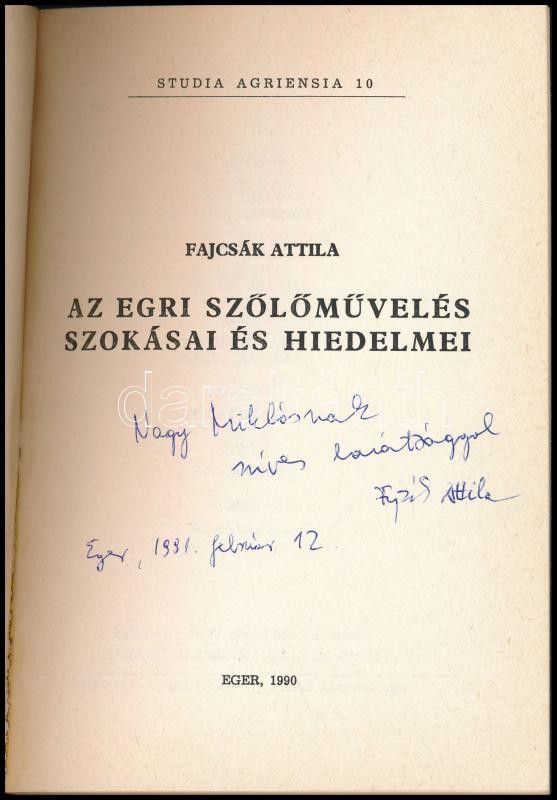 STUDIA AGRIENSIA 10
FAJCSÁK ATTILA
AZ EGRI SZŐLŐMŰVELÉS
SZOKÁSAI ÉS HIEDELMEI
Nagy Miklósnak
szíves barátsággal
Fajcsák Attila
Eger, 1991. február 12.
EGER, 1990